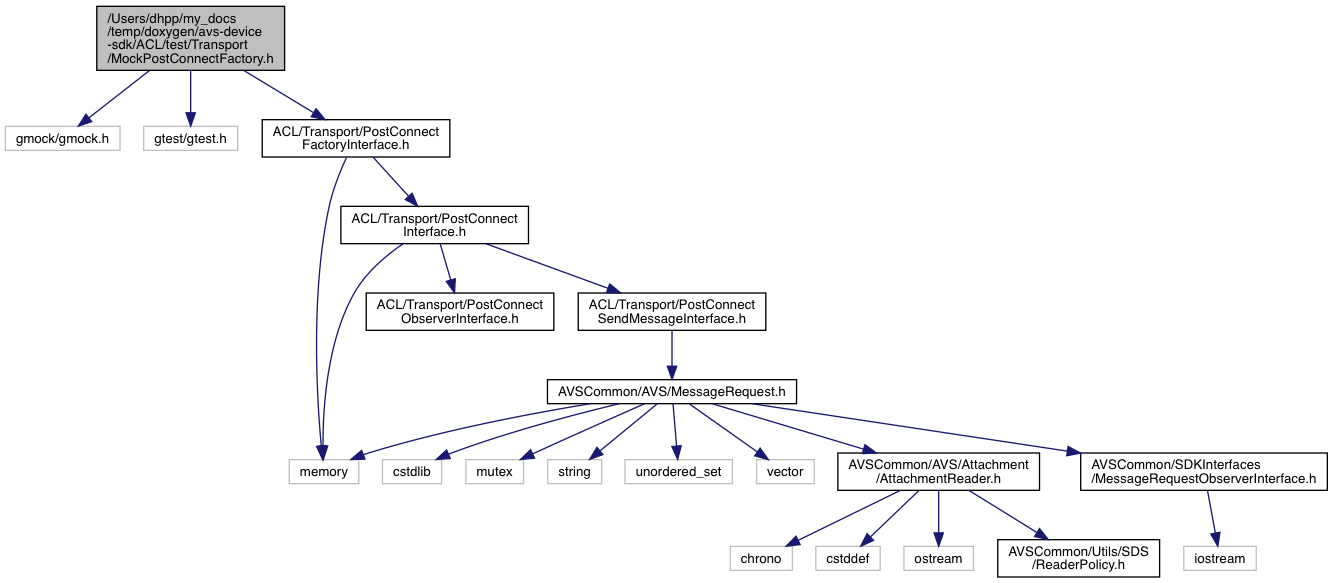 /Users/dhpp/my_docs
/temp/doxygen/avs-device
-sdk/ACL/test/Transport
/MockPostConnectFactory.h
gmock/gmock.h
gtest/gtest.h
ACL/Transport/PostConnect
FactoryInterface.h
ACL/Transport/PostConnect
Interface.h
ACL/Transport/PostConnect
ObserverInterface.h
ACL/Transport/PostConnect
SendMessageInterface.h
AVSCommon/AVS/MessageRequest.h
memory
cstdlib
mutex
string
unordered_set
vector
AVSCommon/AVS/Attachment
/AttachmentReader.h
AVSCommon/SDKInterfaces
/MessageRequestObserverInterface.h
chrono
cstddef
ostream
AVSCommon/Utils/SDS
/ReaderPolicy.h
iostream